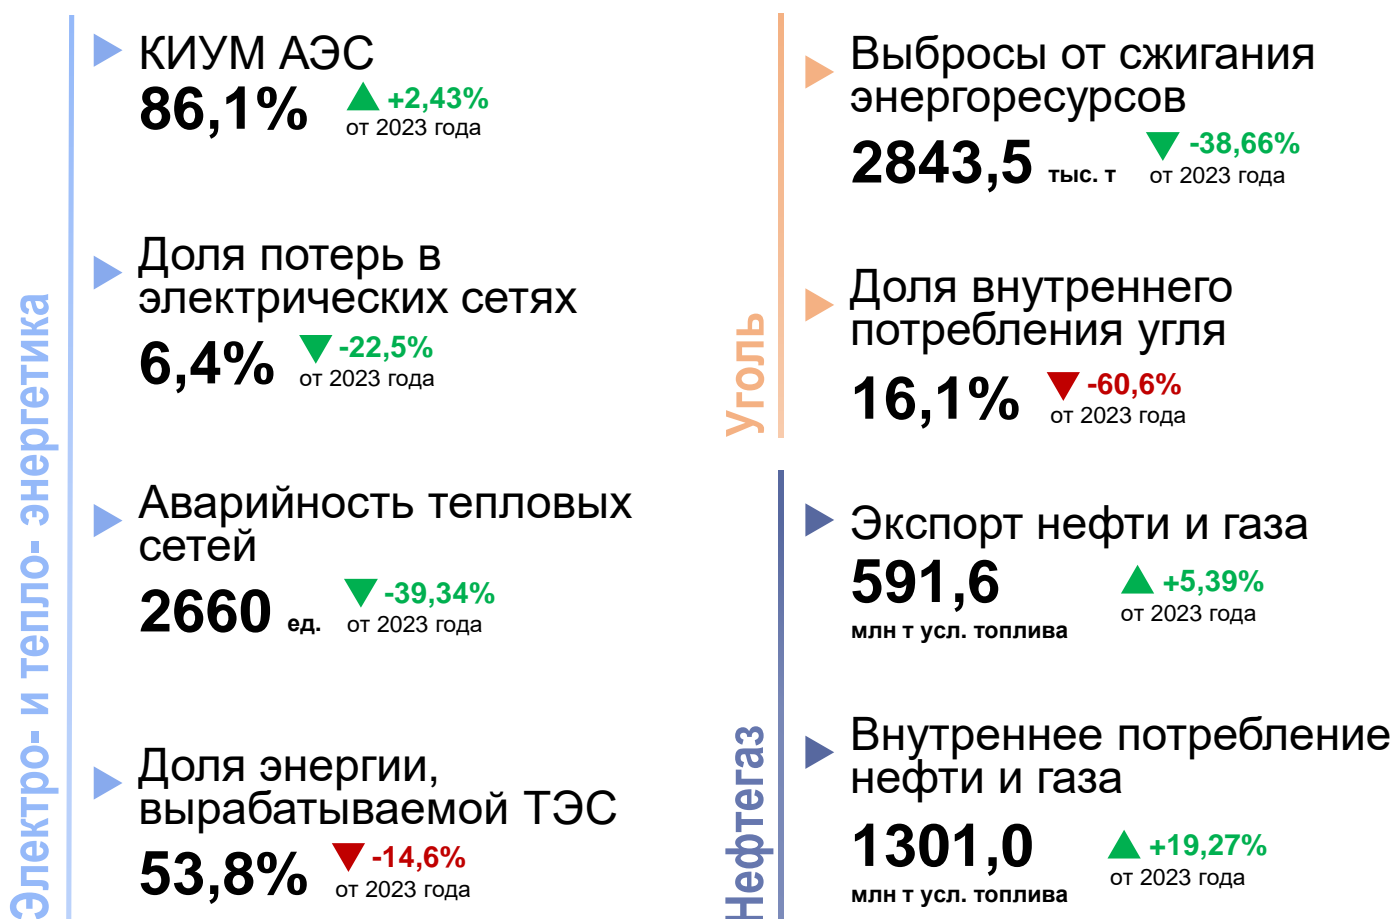 Электро- и тепло- энергетика
КИУМ АЭС
86,1%
+2,43%
от 2023 года
Доля потерь в
электрических сетях
6,4%
-22,5%
от 2023 года
Аварийность тепловых
сетей
2660 ед.
-39,34%
от 2023 года
Доля энергии,
вырабатываемой ТЭС
53,8%
-14,6%
от 2023 года
Уголь
Выбросы от сжигания
энергоресурсов
2843,5 тыс. т
-38,66%
от 2023 года
Доля внутреннего
потребления угля
16,1%
-60,6%
от 2023 года
Нефтегаз
Экспорт нефти и газа
591,6
млн т усл. топлива
+5,39%
от 2023 года
Внутреннее потребление
нефти и газа
1301,0
млн т усл. топлива
+19,27%
от 2023 года